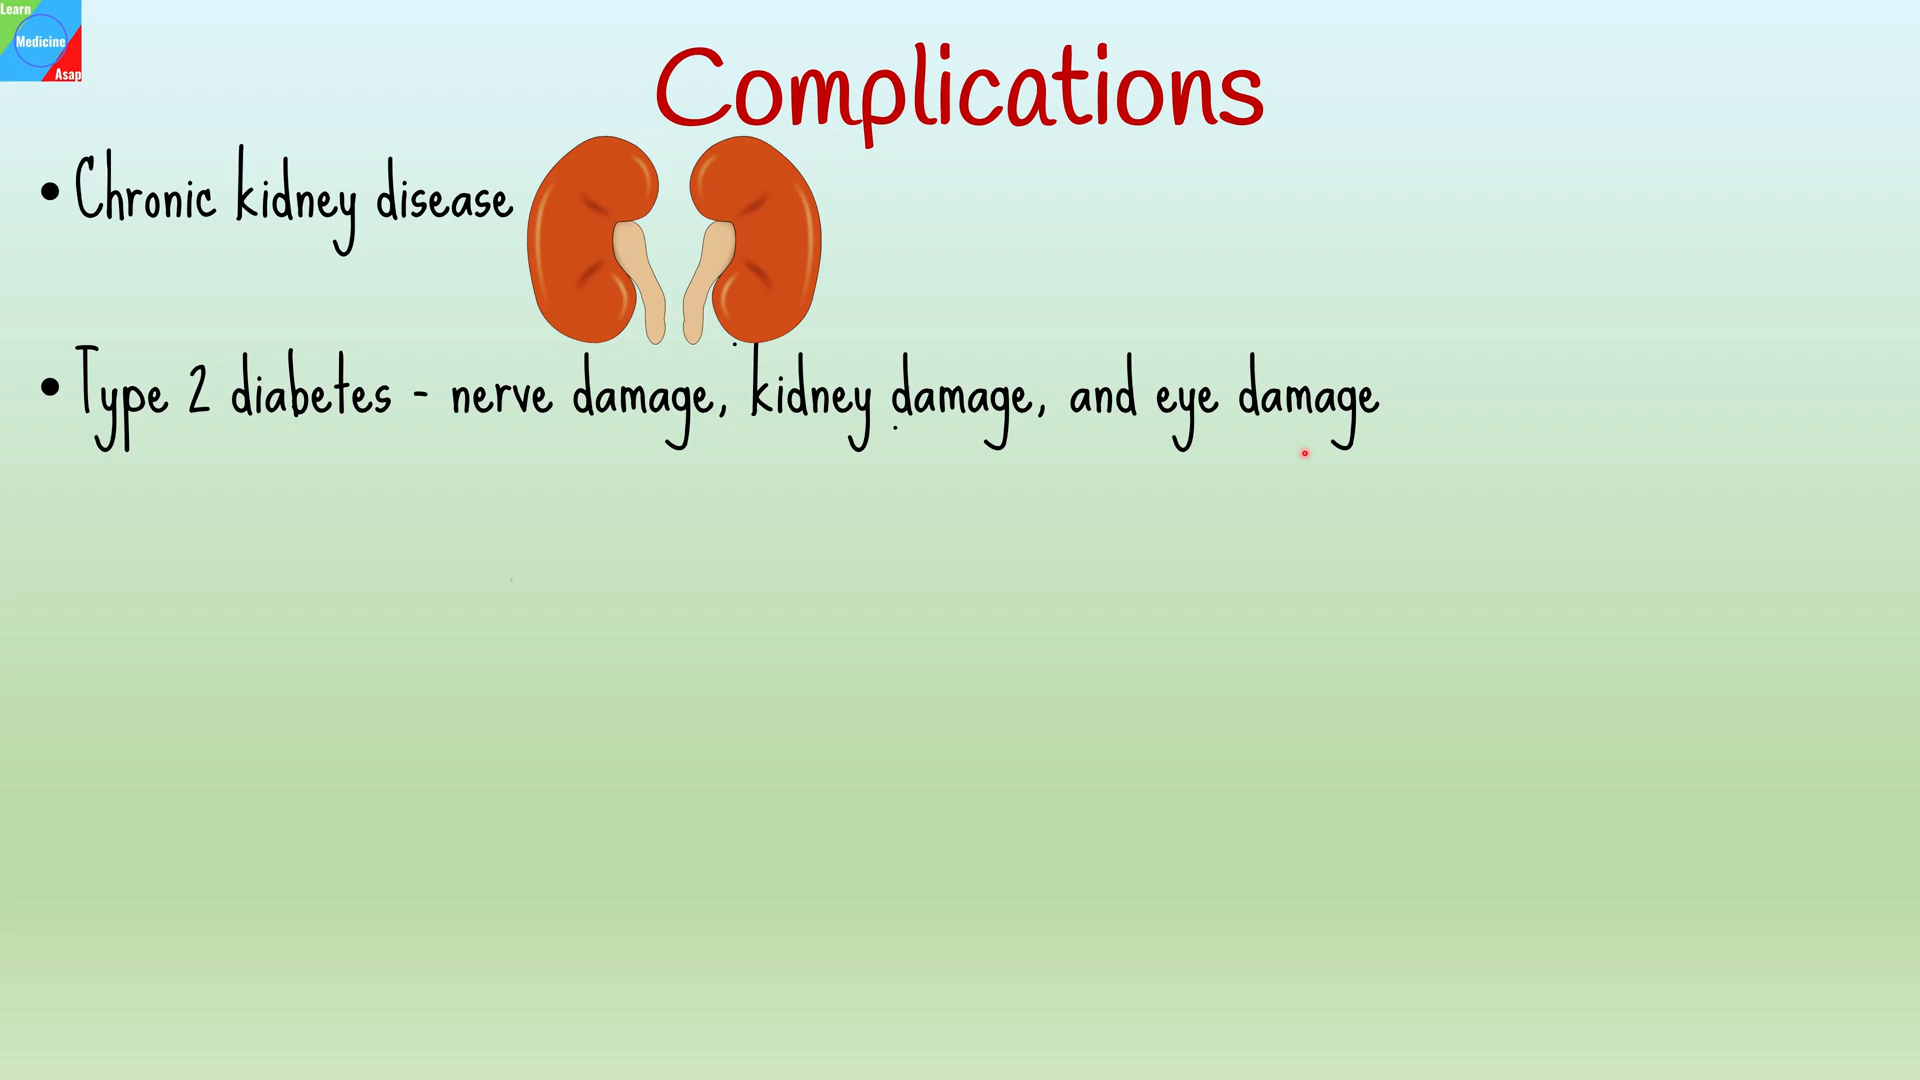 Learn
Medicine
Asap
Complications
• Chronic kidney disease
• Type 2 diabetes - nerve damage, kidney damage, and eye damage